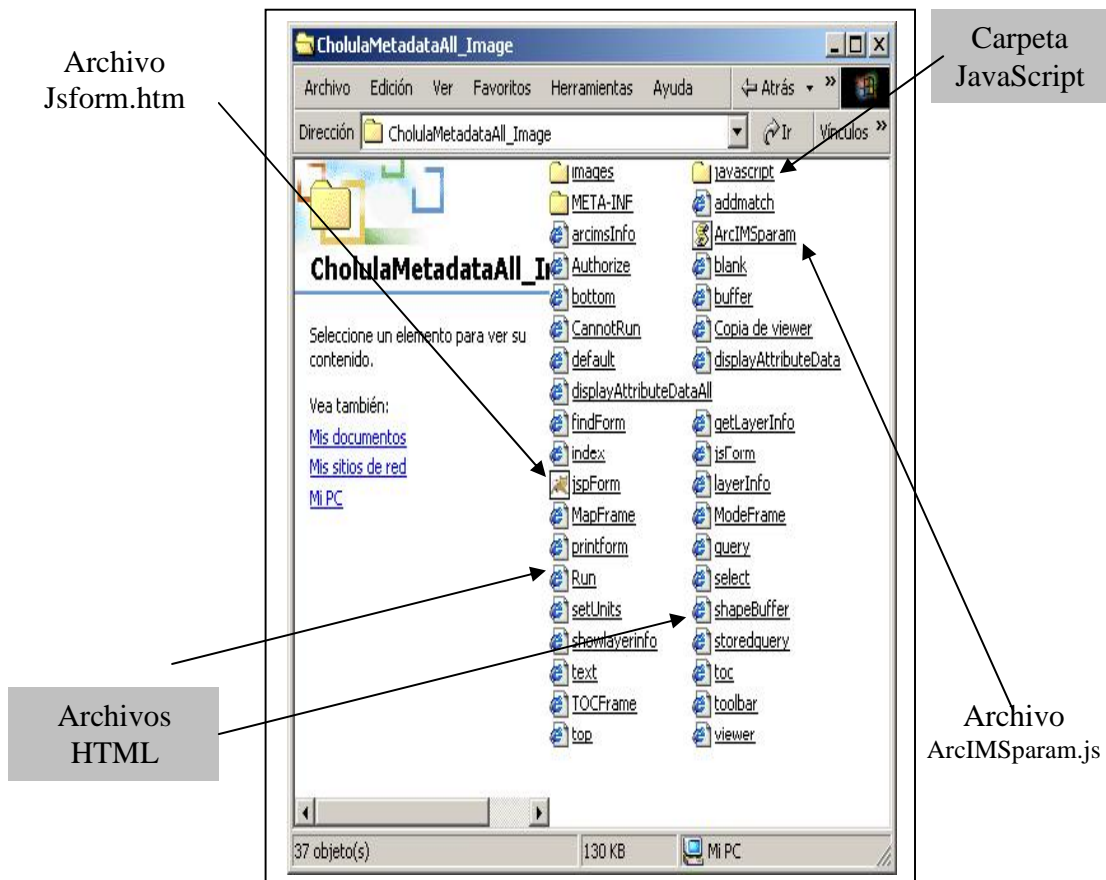 Archivo
Jsform.htm
Carpeta
JavaScript
CholulaMetadataAll_Image
Archivo Edición Ver Favoritos Herramientas Ayuda Atrás »
Dirección CholulaMetadataAll_Image Ir Vínculos »
images javascript
META-INF addmatch
arcimsInfo ArcIMSparam
CholulaMetadataAll_I
Authorize blank
bottom buffer
Seleccione un elemento para ver su
contenido.
CannotRun Copia de viewer
default displayAttributeData
displayAttributeDataAll
Vea también:
Mis documentos
Mis sitios de red
Mi PC
findForm getLayerInfo
index jsForm
jspForm layerInfo
MapFrame ModeFrame
printform query
Run select
setUnits shapeBuffer
showlayerinfo storedquery
text toc
TOCFrame toolbar
top viewer
Archivos
HTML
Archivo
ArcIMSparam.js
37 objeto(s) 130 KB Mi PC